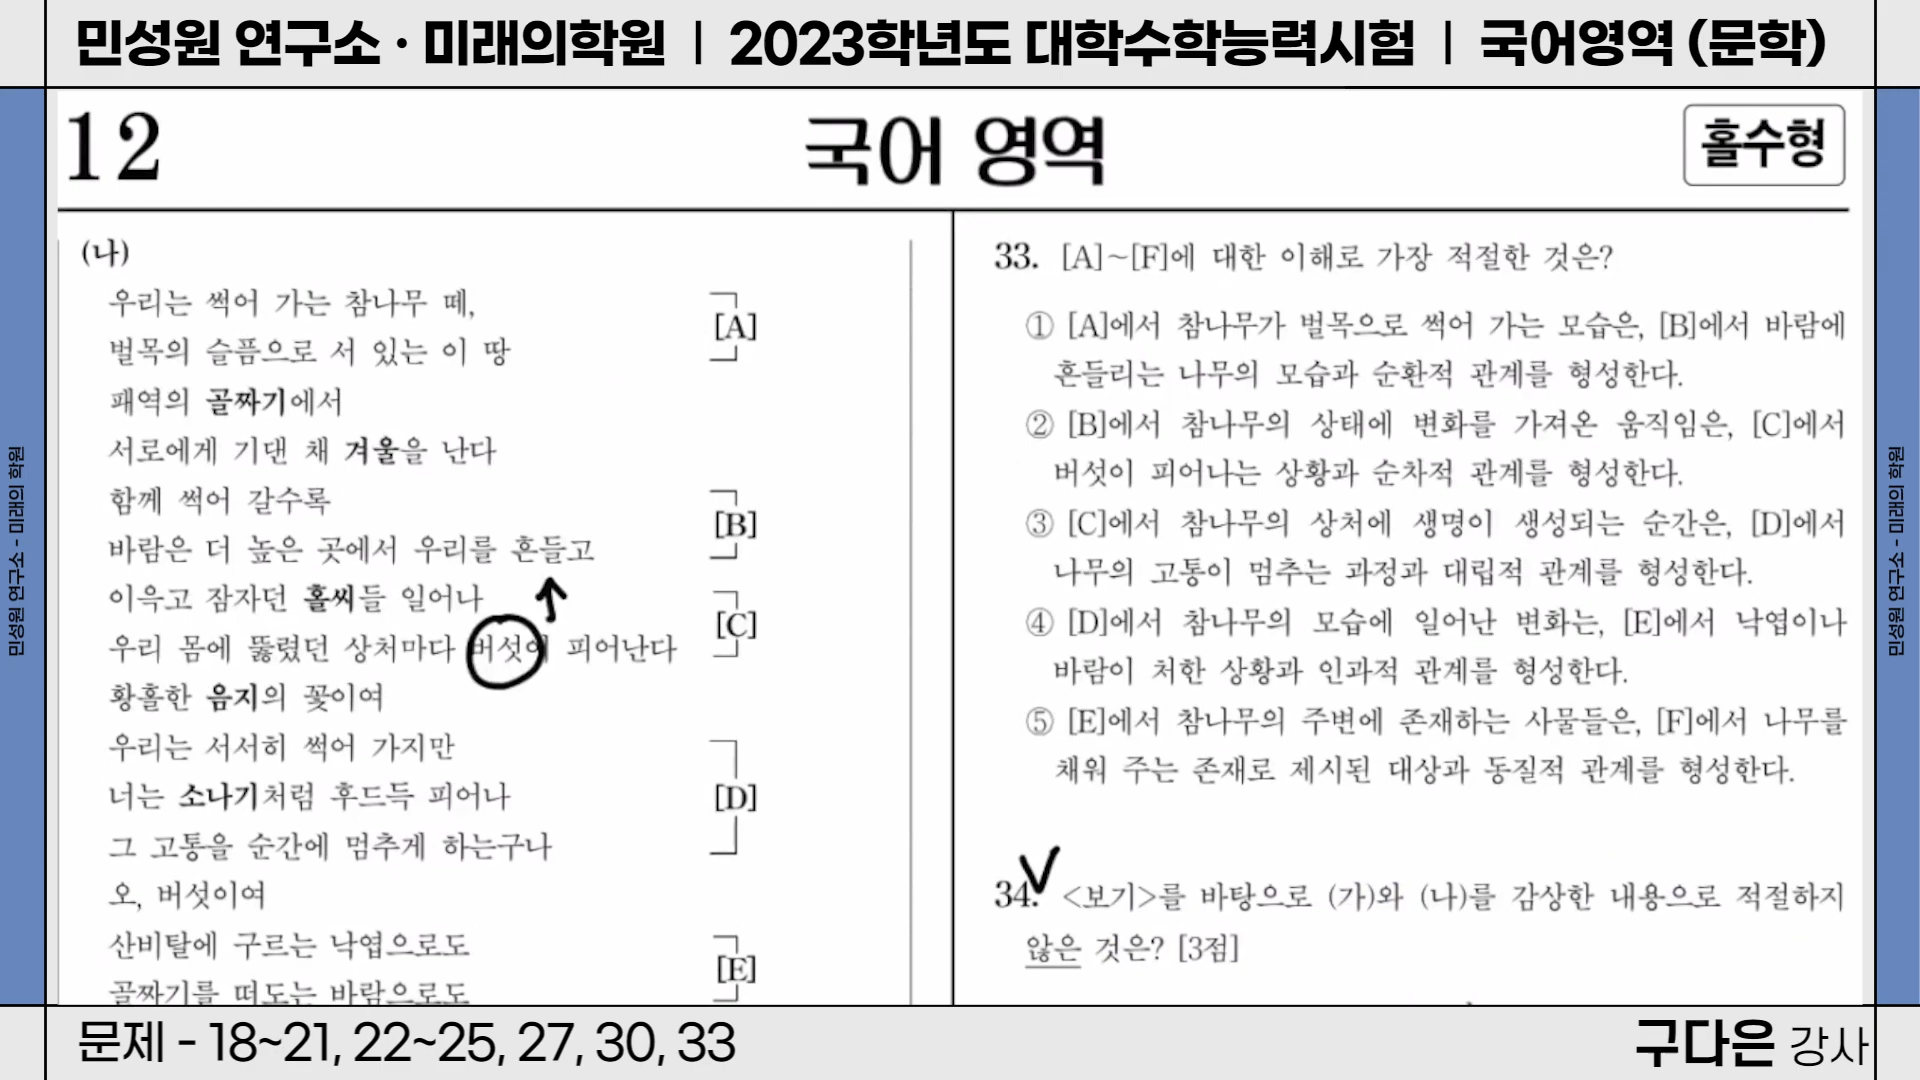 민성원 연구소 · 미래의학원 | 2023학년도 대학수학능력시험 | 국어영역 (문학)
12
국어 영역
홀수형
(나)
우리는 썩어 가는 참나무 떼,
벌목의 슬픔으로 서 있는 이 땅
[A]
패역의 골짜기에서
서로에게 기댄 채 겨울을 난다
함께 썩어 갈수록
바람은 더 높은 곳에서 우리를 흔들고
[B]
이윽고 잠자던 홀씨들 일어나
우리 몸에 뚫렸던 상처마다 버섯이 피어난다
[C]
황홀한 음지의 꽃이여
우리는 서서히 썩어 가지만
너는 소나기처럼 후드득 피어나
그 고통을 순간에 멈추게 하는구나
[D]
오, 버섯이여
산비탈에 구르는 낙엽으로도
골짜기를 떠도는 바람으로도
[E]
33. [A]~[F]에 대한 이해로 가장 적절한 것은?
① [A]에서 참나무가 벌목으로 썩어 가는 모습은, [B]에서 바람에
흔들리는 나무의 모습과 순환적 관계를 형성한다.
② [B]에서 참나무의 상태에 변화를 가져온 움직임은, [C]에서
버섯이 피어나는 상황과 순차적 관계를 형성한다.
③ [C]에서 참나무의 상처에 생명이 생성되는 순간은, [D]에서
나무의 고통이 멈추는 과정과 대립적 관계를 형성한다.
④ [D]에서 참나무의 모습에 일어난 변화는, [E]에서 낙엽이나
바람이 처한 상황과 인과적 관계를 형성한다.
⑤ [E]에서 참나무의 주변에 존재하는 사물들은, [F]에서 나무를
채워 주는 존재로 제시된 대상과 동질적 관계를 형성한다.
34. <보기>를 바탕으로 (가)와 (나)를 감상한 내용으로 적절하지
않은 것은? [3점]
민성원 연구소 - 미래의 학원
민성원 연구소 - 미래의 학원
문제 - 18~21, 22~25, 27, 30, 33
구다은 강사